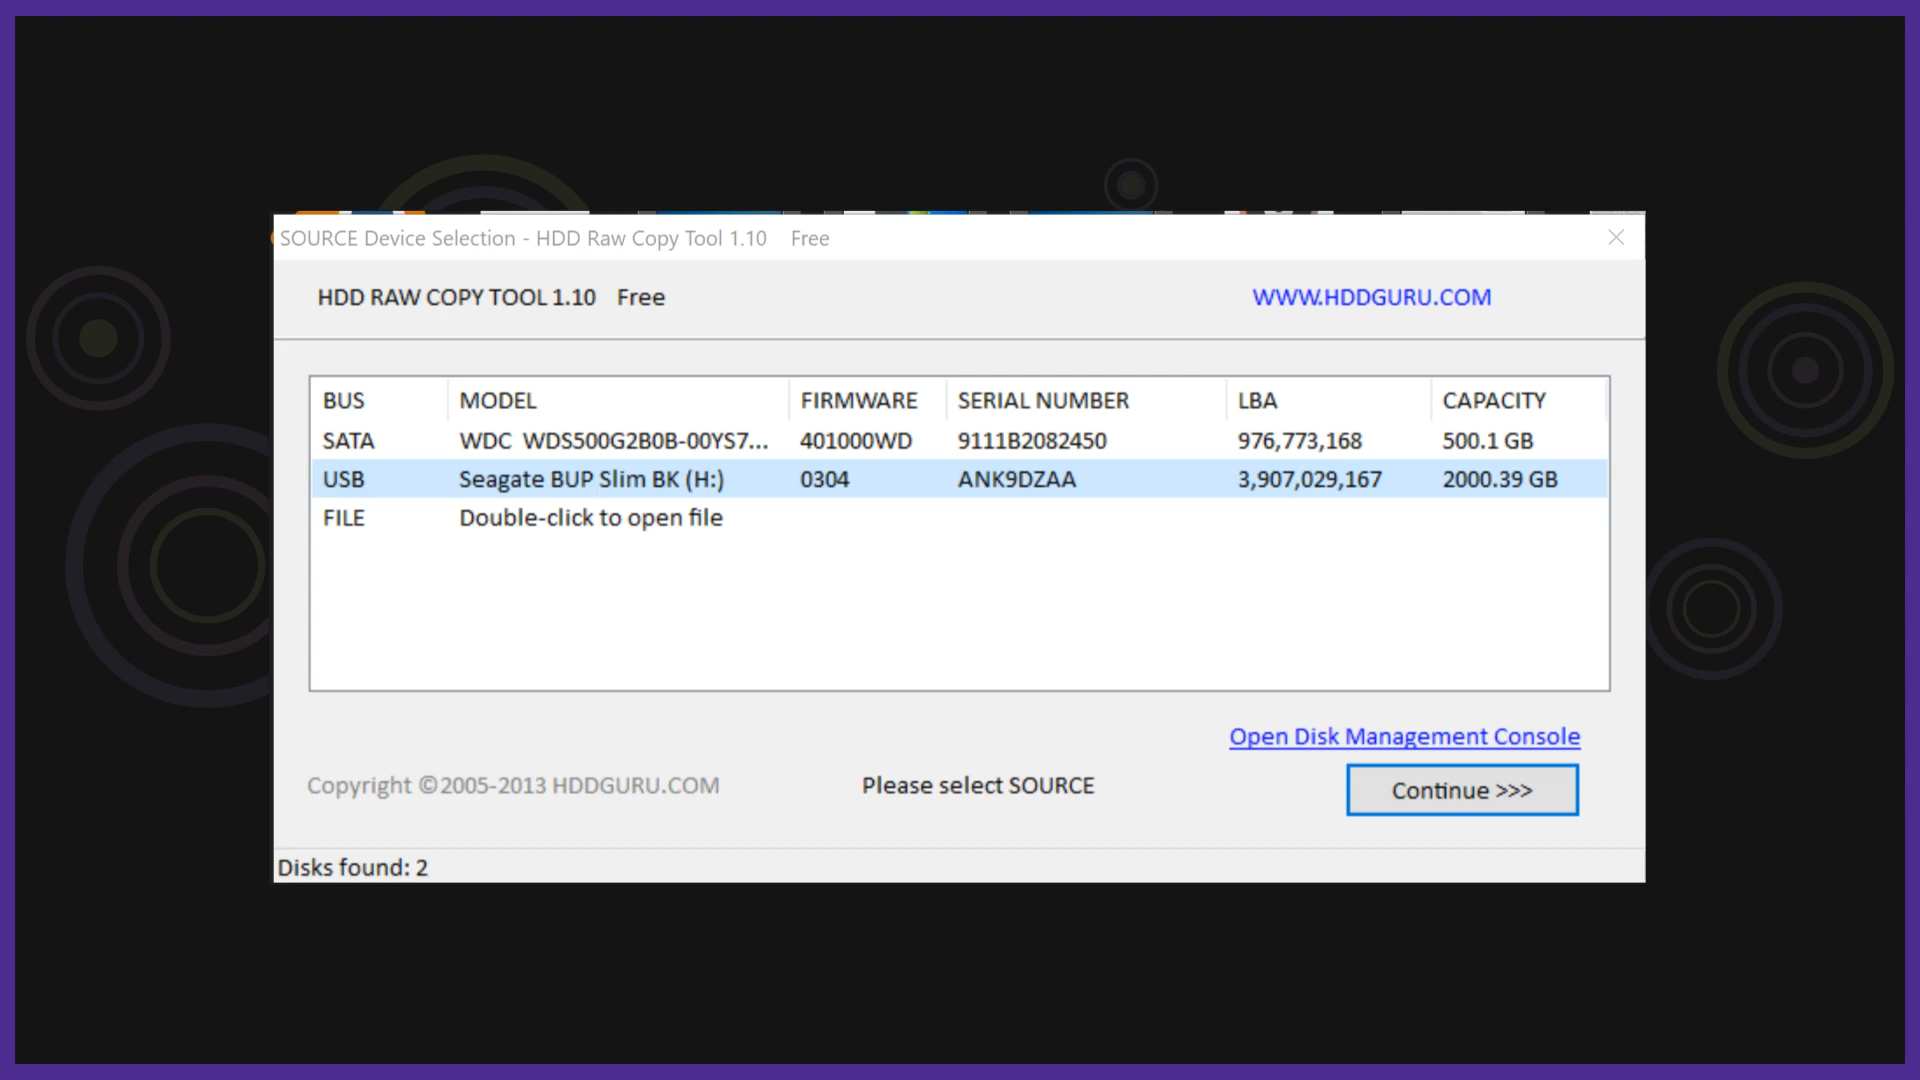 SOURCE Device Selection - HDD Raw Copy Tool 1.10 Free
HDD RAW COPY TOOL 1.10 Free WWW.HDDGURU.COM
BUS MODEL FIRMWARE SERIAL NUMBER LBA CAPACITY
SATA WDC WDS500G2B0B-00YS7... 401000WD 9111B2082450 976,773,168 500.1 GB
USB Seagate BUP Slim BK (H:) 0304 ANK9DZAA 3,907,029,167 2000.39 GB
FILE Double-click to open file
Open Disk Management Console
Copyright ©2005-2013 HDDGURU.COM Please select SOURCE Continue >>>
Disks found: 2